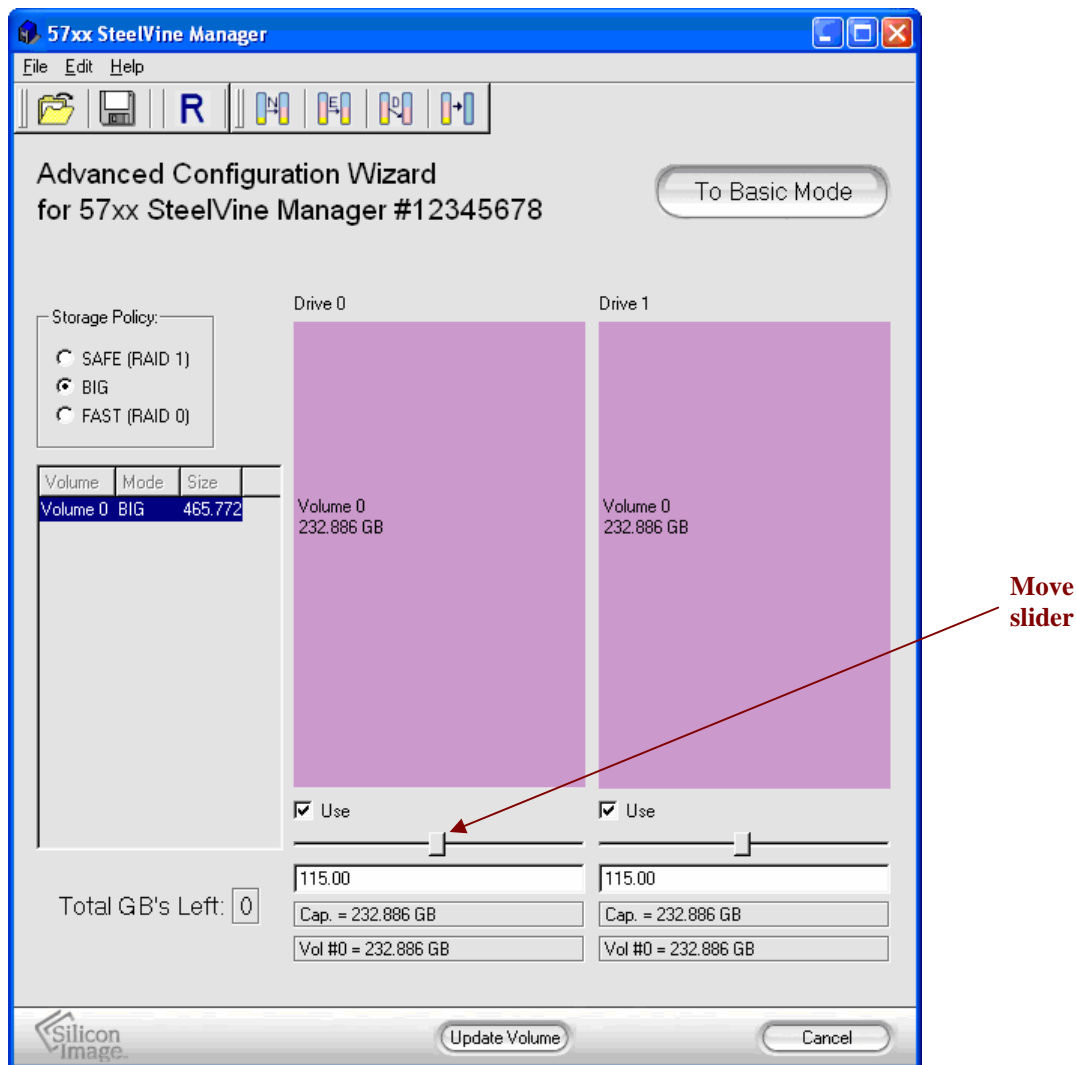 57xx SteelVine Manager
File Edit Help
R N E D
Advanced Configuration Wizard
for 57xx SteelVine Manager #12345678
To Basic Mode
Storage Policy:
SAFE (RAID 1)
BIG
FAST (RAID 0)
Volume Mode Size
Volume 0 BIG 465.772
Total GB's Left: 0
Drive 0
Volume 0
232.886 GB
Use
115.00
Cap. = 232.886 GB
Vol #0 = 232.886 GB
Drive 1
Volume 0
232.886 GB
Use
115.00
Cap. = 232.886 GB
Vol #0 = 232.886 GB
Move
slider
Silicon
Image.
Update Volume
Cancel